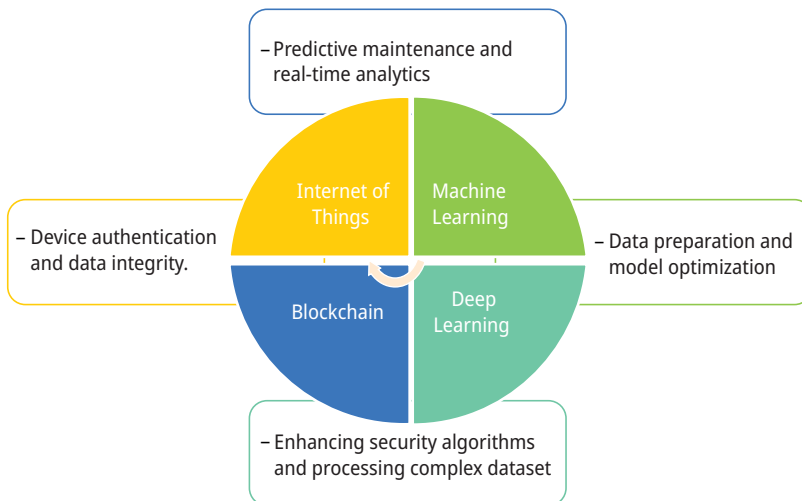 – Predictive maintenance and
real-time analytics
Internet of
Things
Machine
Learning
– Device authentication
and data integrity.
– Data preparation and
model optimization
Blockchain
Deep
Learning
– Enhancing security algorithms
and processing complex dataset